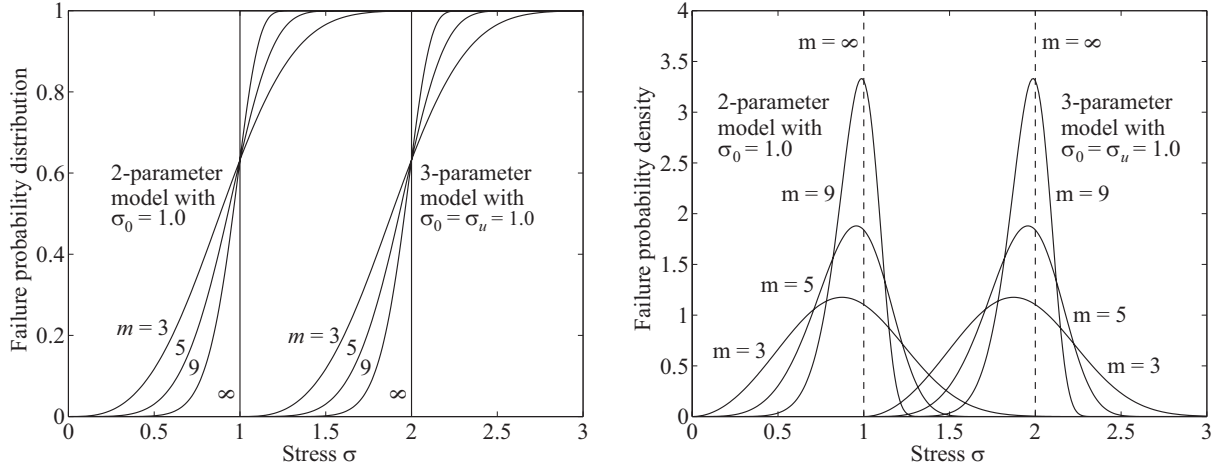 Failure probability distribution
1
0.8
0.6
0.4
0.2
0
2-parameter
model with
σ₀ = 1.0
3-parameter
model with
σ₀ = σᵤ = 1.0
m = 3
5
9
∞
m = 3
5
9
∞
0 0.5 1 1.5 2 2.5 3
Stress σ
Failure probability density
4
3.5
3
2.5
2
1.5
1
0.5
0
m = ∞
m = ∞
2-parameter
model with
σ₀ = 1.0
3-parameter
model with
σ₀ = σᵤ = 1.0
m = 9
m = 9
m = 5
m = 5
m = 3
m = 3
0 0.5 1 1.5 2 2.5 3
Stress σ